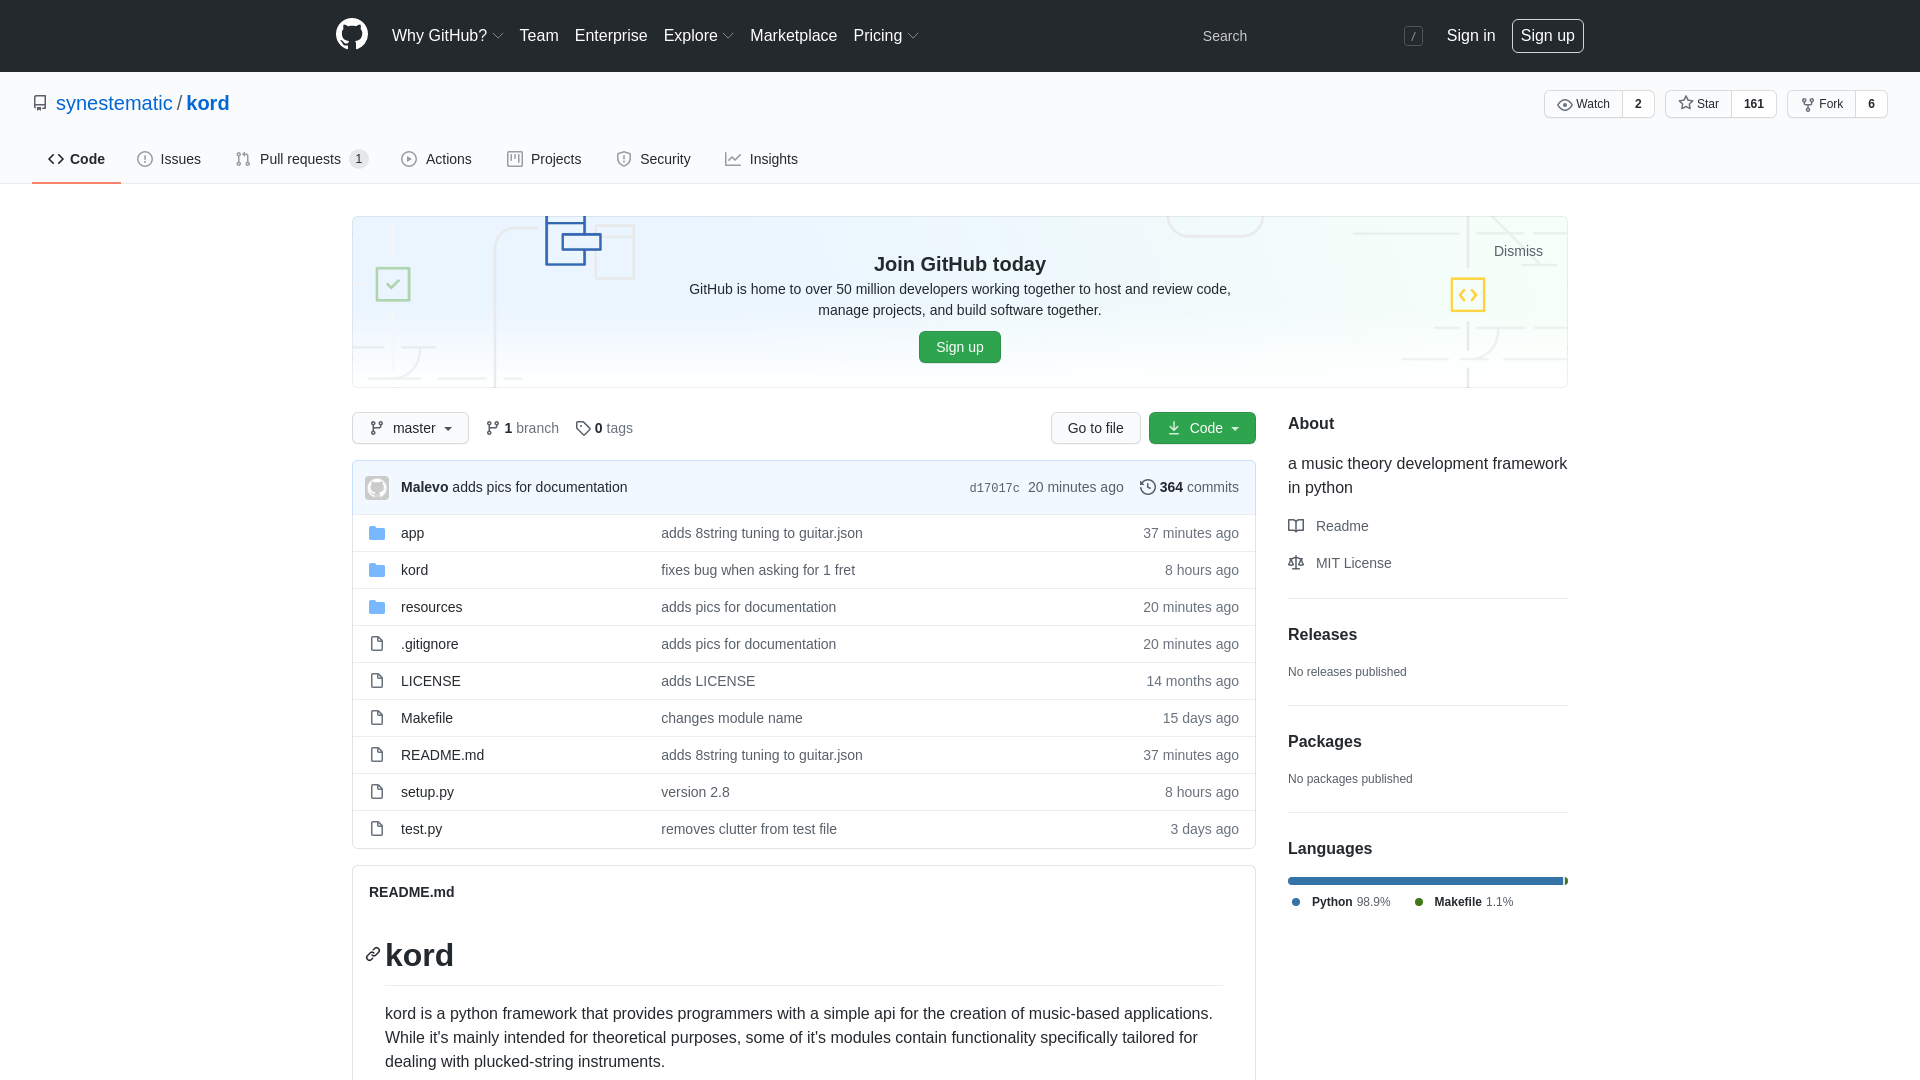 Why GitHub? Team Enterprise Explore Marketplace Pricing Search / Sign in Sign up
synestematic / kord Watch 2 Star 161 Fork 6
Code Issues Pull requests 1 Actions Projects Security Insights
Dismiss
Join GitHub today
GitHub is home to over 50 million developers working together to host and review code,
manage projects, and build software together.
Sign up
master 1 branch 0 tags Go to file Code
Malevo adds pics for documentation d17017c 20 minutes ago 364 commits
app adds 8string tuning to guitar.json 37 minutes ago
kord fixes bug when asking for 1 fret 8 hours ago
resources adds pics for documentation 20 minutes ago
.gitignore adds pics for documentation 20 minutes ago
LICENSE adds LICENSE 14 months ago
Makefile changes module name 15 days ago
README.md adds 8string tuning to guitar.json 37 minutes ago
setup.py version 2.8 8 hours ago
test.py removes clutter from test file 3 days ago
README.md
kord
kord is a python framework that provides programmers with a simple api for the creation of music-based applications.
While it's mainly intended for theoretical purposes, some of it's modules contain functionality specifically tailored for
dealing with plucked-string instruments.
About
a music theory development framework
in python
Readme
MIT License
Releases
No releases published
Packages
No packages published
Languages
Python 98.9% Makefile 1.1%